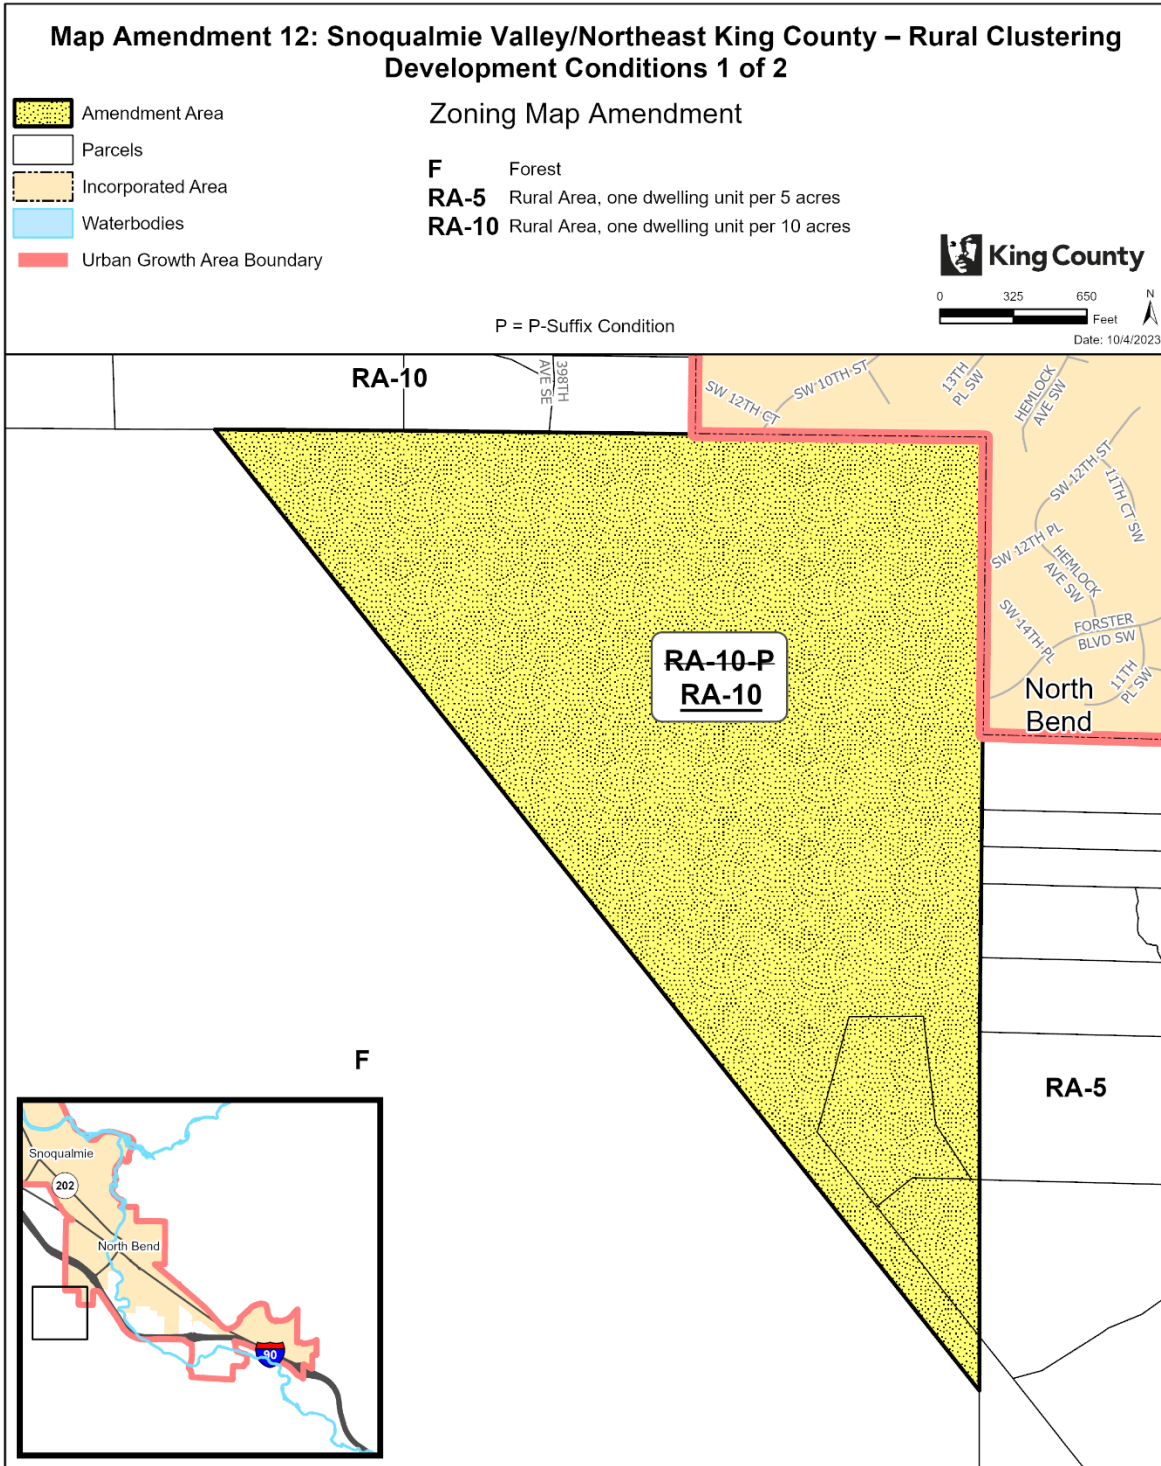 Map Amendment 12: Snoqualmie Valley/Northeast King County – Rural Clustering
Development Conditions 1 of 2
Amendment Area
Parcels
Incorporated Area
Waterbodies
Urban Growth Area Boundary
Zoning Map Amendment
F Forest
RA-5 Rural Area, one dwelling unit per 5 acres
RA-10 Rural Area, one dwelling unit per 10 acres
P = P-Suffix Condition
King County
0 325 650
Feet
N
Date: 10/4/2023
RA-10
398TH
AVE SE
SW 12TH CT
SW 10TH ST
13TH
PL SW
HEMLOCK
AVE SW
SW 12TH ST
11TH CT SW
SW 12TH PL
HEMLOCK
AVE SW
SW 14TH PL
FORSTER
BLVD SW
11TH
PL SW
North
Bend
RA-10-P
RA-10
F
RA-5
Snoqualmie
202
North Bend
90